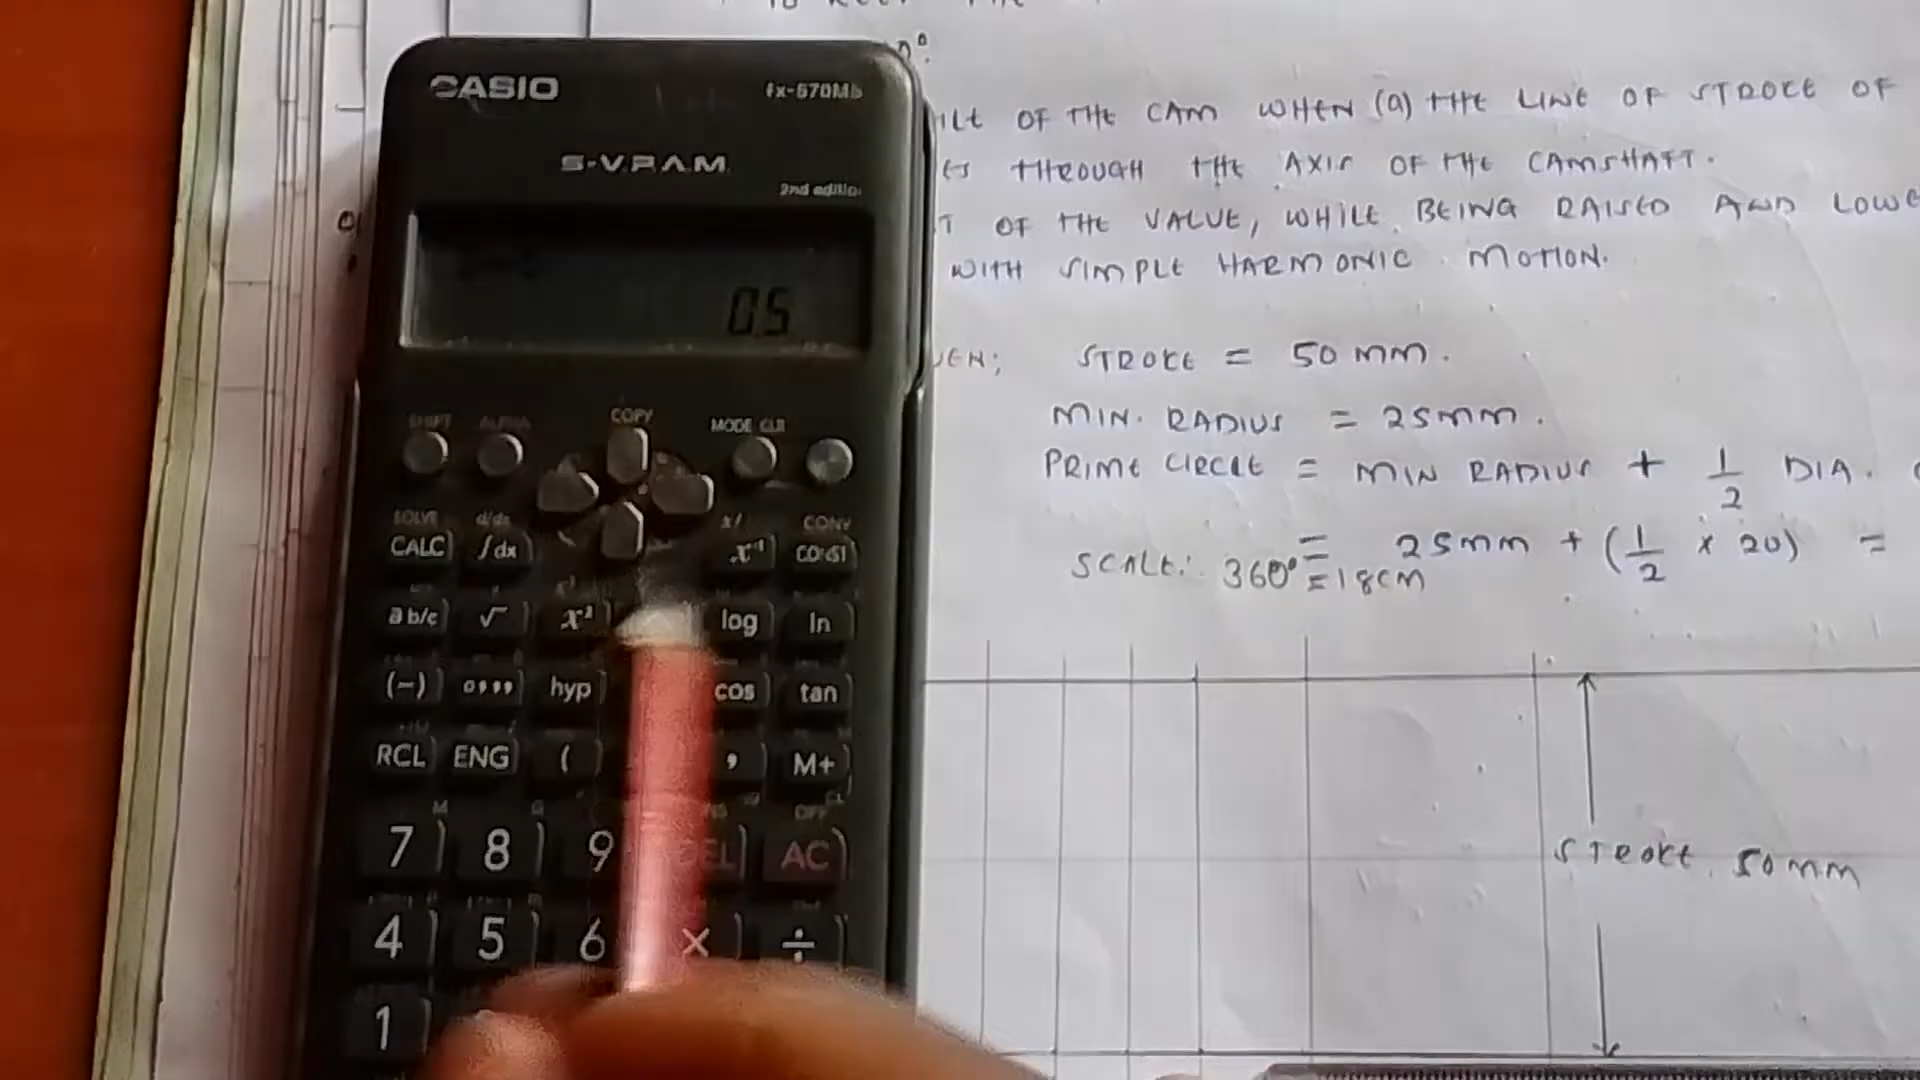 CASIO
fx-570MS
S-V.P.A.M.
2nd edition
0.5
SHIFT ALPHA COPY MODE CLR
SOLVE d/dx x! CONV
CALC ∫dx x⁻¹ CONST
a b/c √ x² log ln
(-) o,,, hyp cos tan
RCL ENG ( , M+
7 8 9 DEL AC
4 5 6 × ÷
1
OF THE CAM WHEN (a) THE LINE OF STROKE OF
THROUGH THE AXIS OF THE CAMSHAFT.
OF THE VALUE, WHILE BEING RAISED AND
WITH SIMPLE HARMONIC MOTION.
STROKE = 50 mm.
MIN. RADIUS = 25mm.
PRIME CIRCLE = MIN RADIUS + 1/2 DIA.
= 25mm + (1/2 × 20) =
SCALE: 360° = 18cm
STROKE 50mm